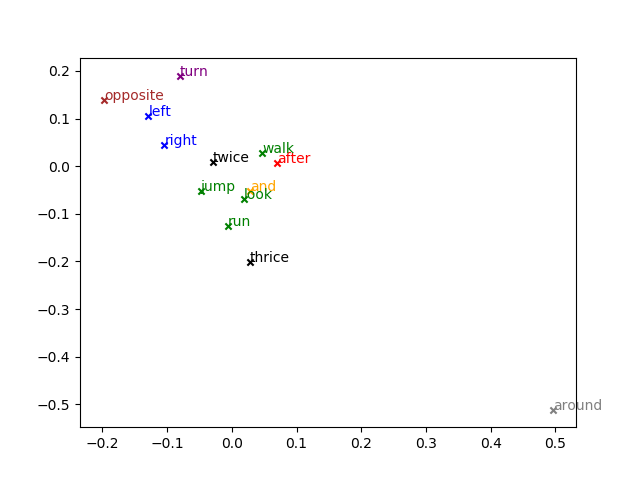 0.2
0.1
0.0
−0.1
−0.2
−0.3
−0.4
−0.5
turn
opposite
left
right
twice
walk
after
jump
and
look
run
thrice
around
−0.2
−0.1
0.0
0.1
0.2
0.3
0.4
0.5